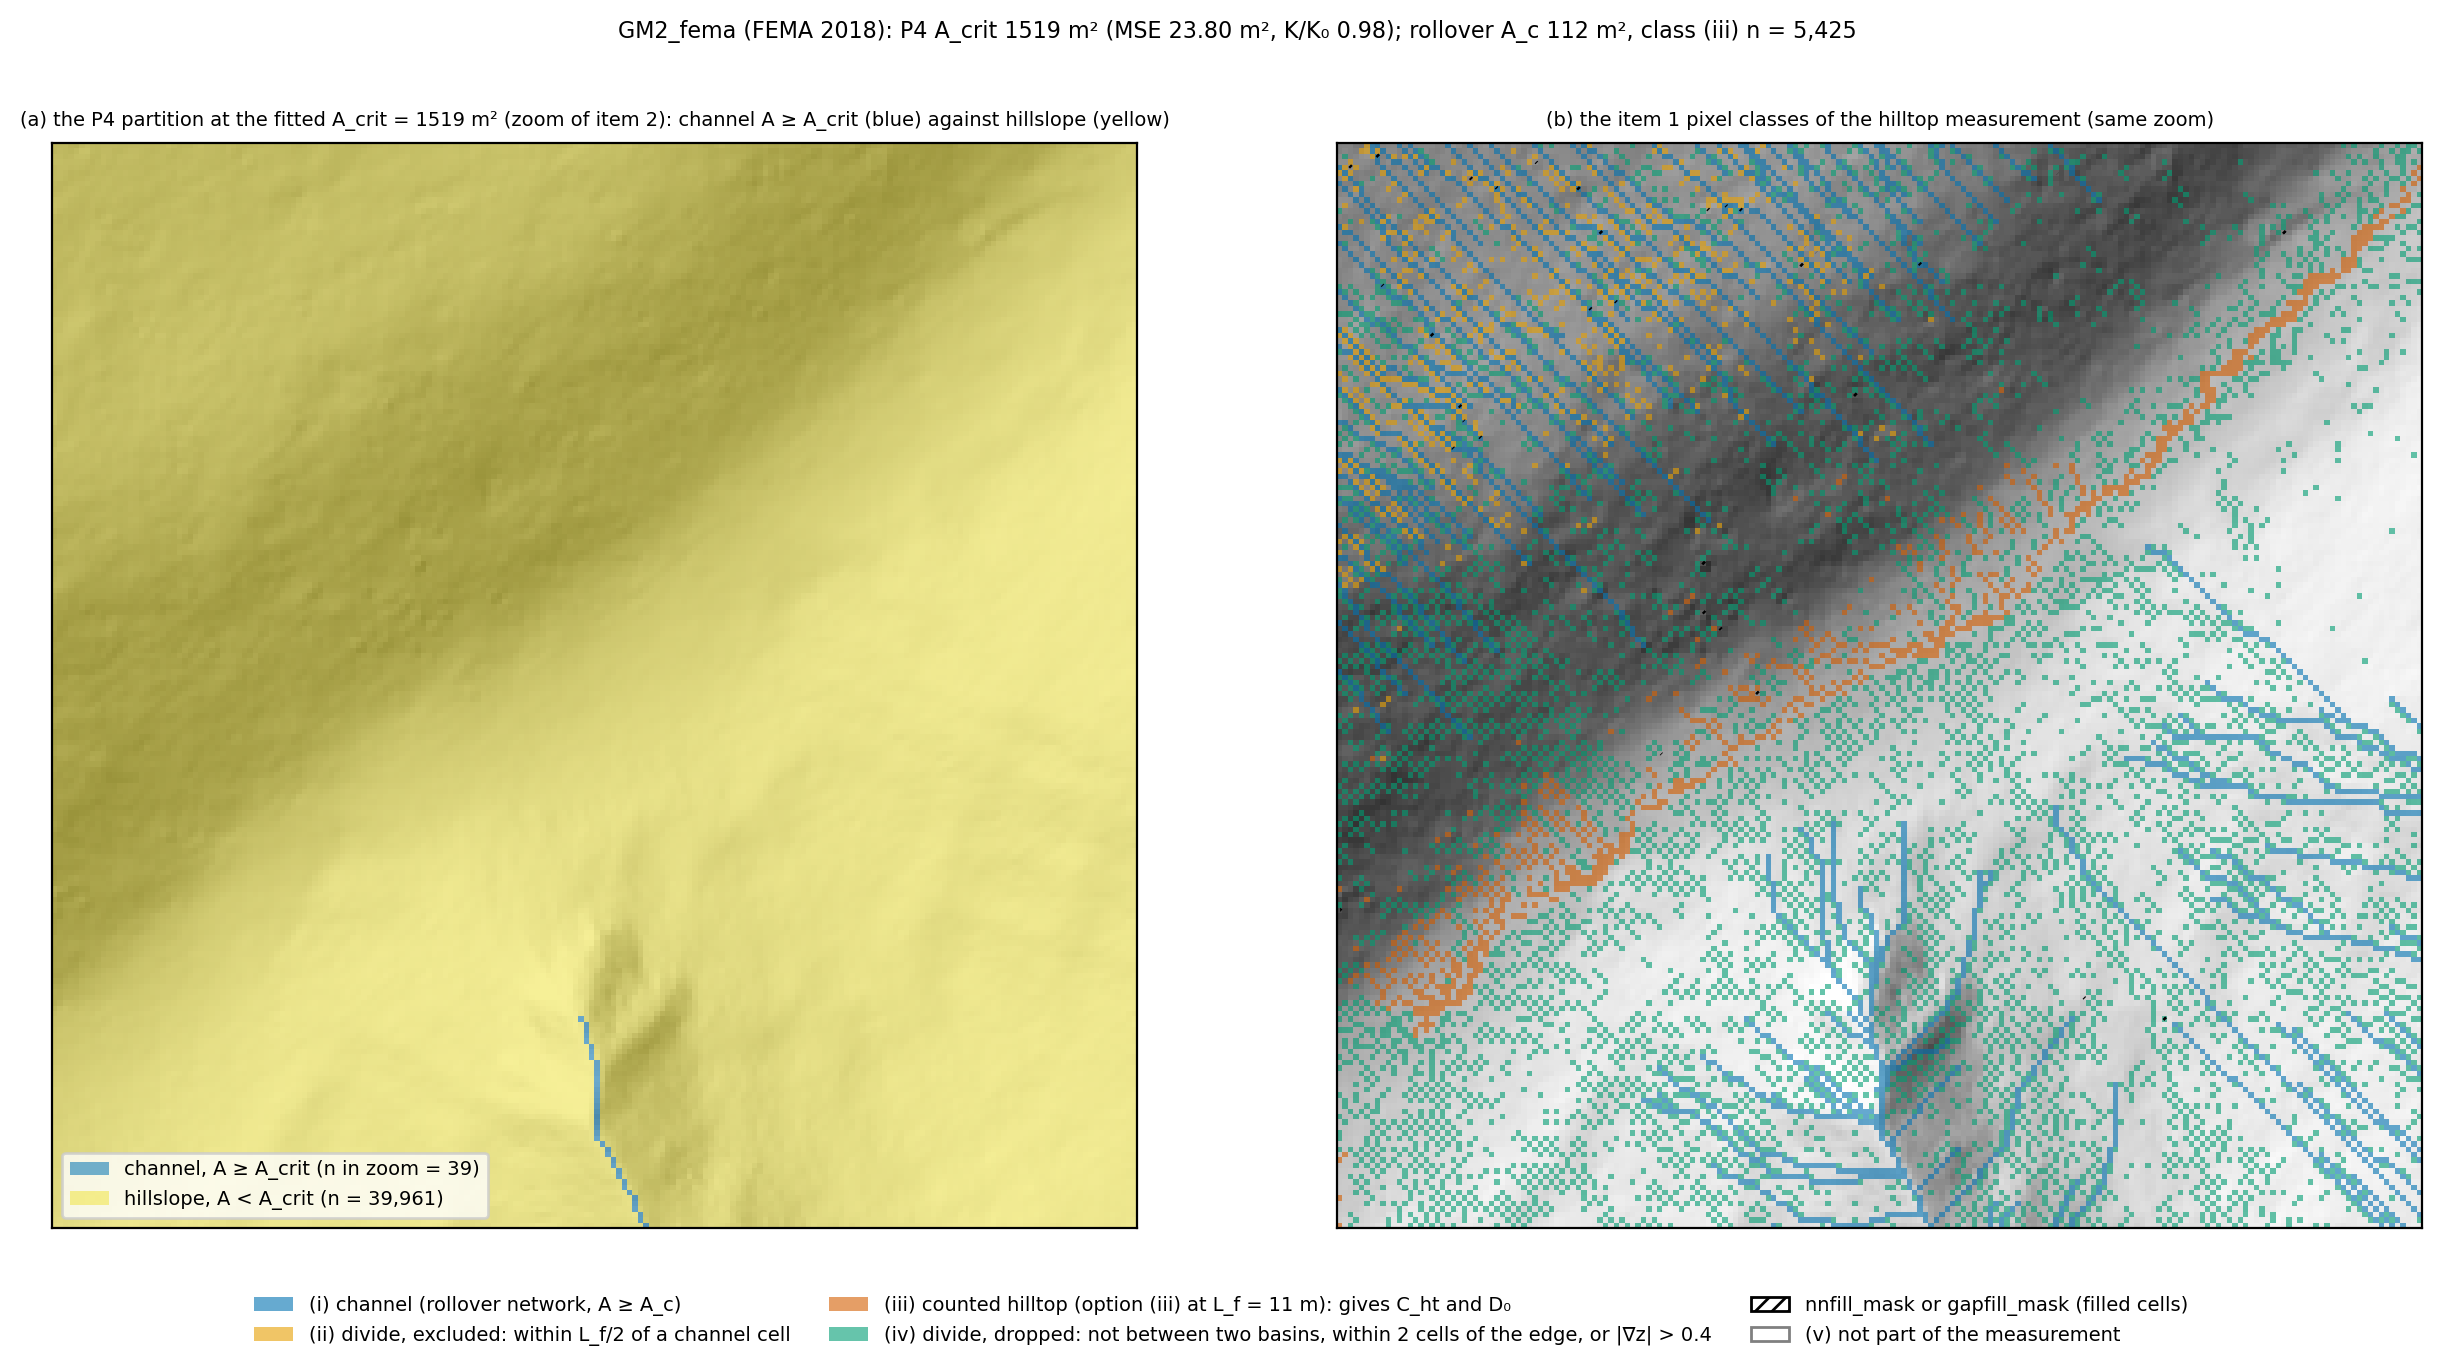 GM2_fema (FEMA 2018): P4 A_crit 1519 m² (MSE 23.80 m², K/K₀ 0.98); rollover A_c 112 m², class (iii) n = 5,425
(a) the P4 partition at the fitted A_crit = 1519 m² (zoom of item 2): channel A ≥ A_crit (blue) against hillslope (yellow)
(b) the item 1 pixel classes of the hilltop measurement (same zoom)
channel, A ≥ A_crit (n in zoom = 39)
hillslope, A < A_crit (n = 39,961)
(i) channel (rollover network, A ≥ A_c)
(ii) divide, excluded: within L_f/2 of a channel cell
(iii) counted hilltop (option (iii) at L_f = 11 m): gives C_ht and D₀
(iv) divide, dropped: not between two basins, within 2 cells of the edge, or |∇z| > 0.4
nnfill_mask or gapfill_mask (filled cells)
(v) not part of the measurement